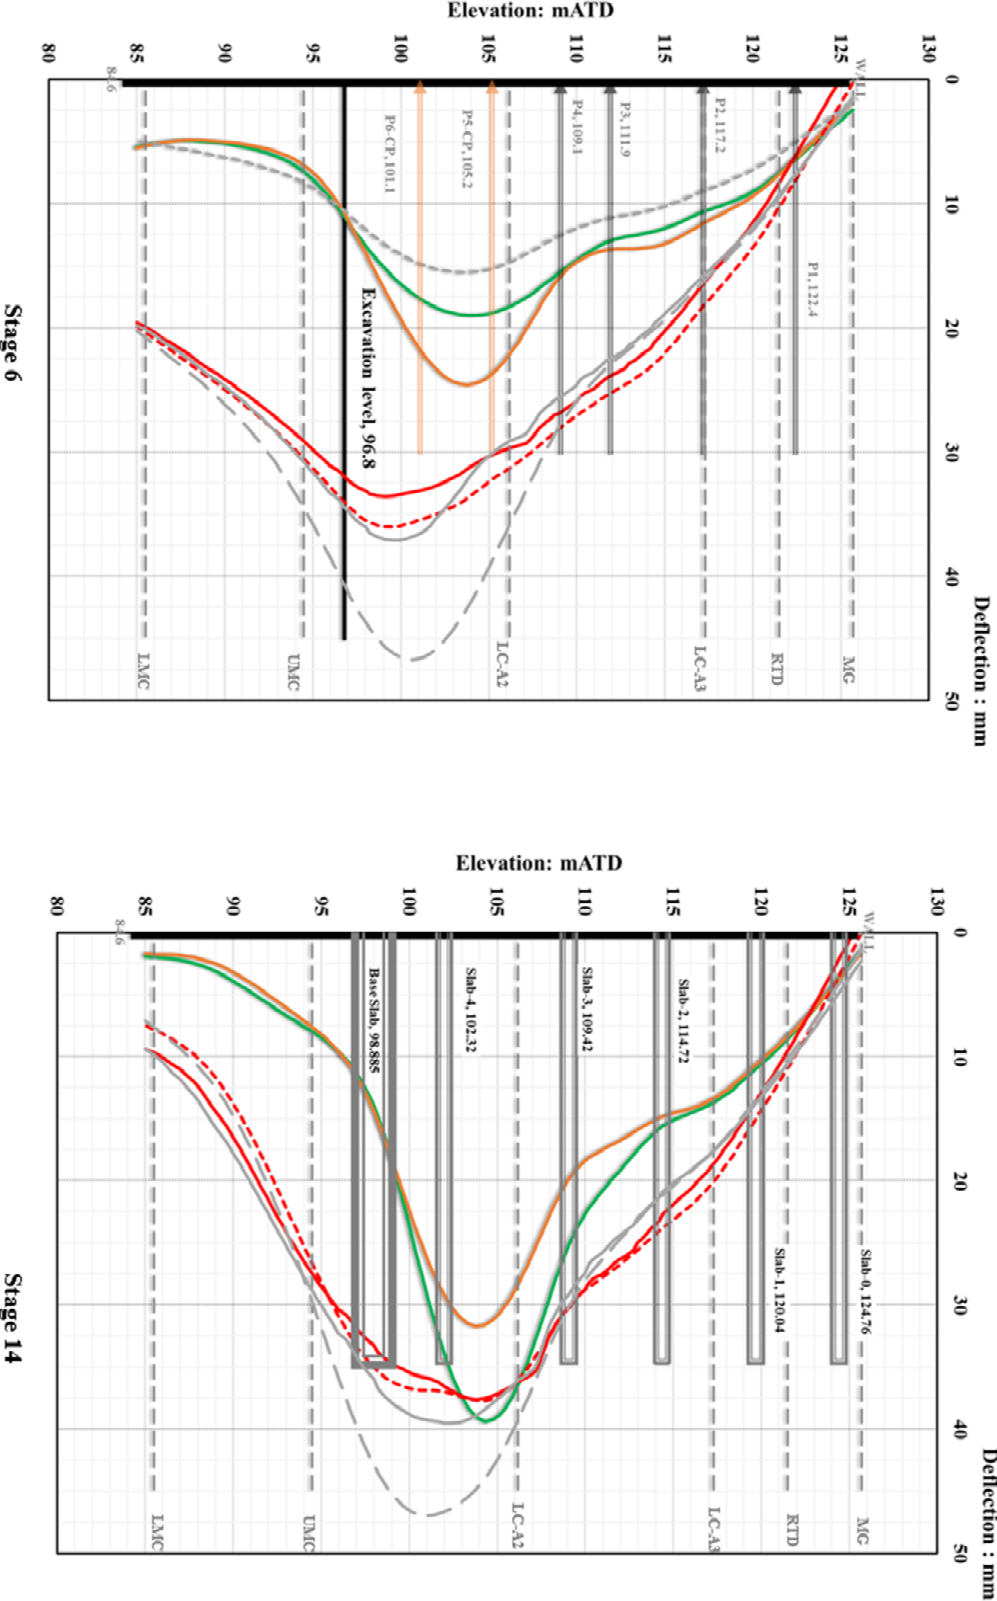 Deflection : mm
0
10
20
30
40
50
130
125
120
115
110
105
100
95
90
85
80
Elevation: mATD
WALL
84.6
MG
RTD
LC-A3
LC-A2
UMC
LMC
P1, 122.4
P2, 117.2
P3, 111.9
P4, 109.1
P5-CP, 105.2
P6-CP, 101.1
Excavation level, 96.8
Stage 6
Deflection : mm
0
10
20
30
40
50
130
125
120
115
110
105
100
95
90
85
80
Elevation: mATD
WALL
84.6
MG
RTD
LC-A3
LC-A2
UMC
LMC
Slab-0, 124.76
Slab-1, 120.04
Slab-2, 114.72
Slab-3, 109.42
Slab-4, 102.32
Base Slab, 98.885
Stage 14